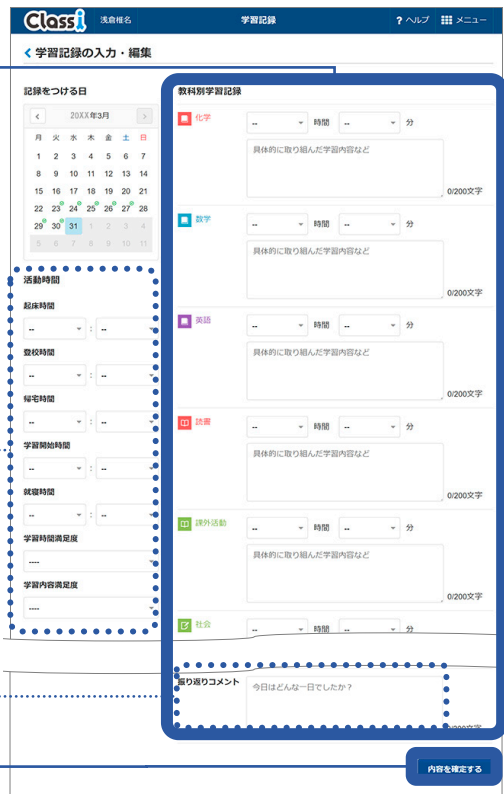 Classi 浅倉椎名 学習記録 ? ヘルプ メニュー
学習記録の入力・編集
記録をつける日
20XX年3月
月 火 水 木 金 土 日
1 2 3 4 5 6 7
8 9 10 11 12 13 14
15 16 17 18 19 20 21
22 23 24 25 26 27 28
29 30 31 1 2 3 4
5 6 7 8 9 10 11
活動時間
起床時間
-- : --
登校時間
-- : --
帰宅時間
-- : --
学習開始時間
-- : --
就寝時間
-- : --
学習時間満足度
----
学習内容満足度
----
教科別学習記録
化学 -- 時間 -- 分
具体的に取り組んだ学習内容など
0/200文字
数学 -- 時間 -- 分
具体的に取り組んだ学習内容など
0/200文字
英語 -- 時間 -- 分
具体的に取り組んだ学習内容など
0/200文字
読書 -- 時間 -- 分
具体的に取り組んだ学習内容など
0/200文字
課外活動 -- 時間 -- 分
具体的に取り組んだ学習内容など
0/200文字
社会 -- 時間 -- 分
振り返りコメント 今日はどんな一日でしたか？
0/200文字
内容を確定する